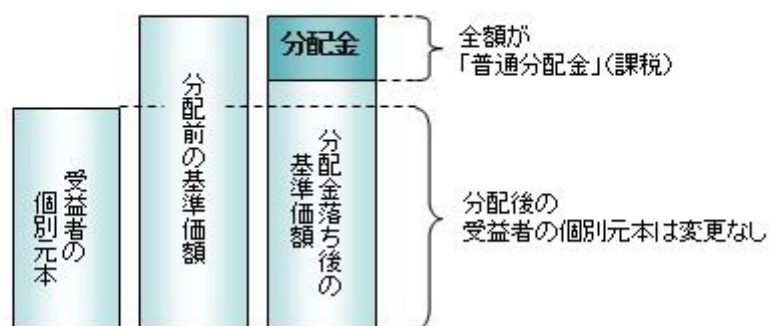 受益者の
個別元本
分配前の基準価額
分配金
分配金落ち後の
基準価額
全額が
「普通分配金」(課税)
分配後の
受益者の個別元本は変更なし